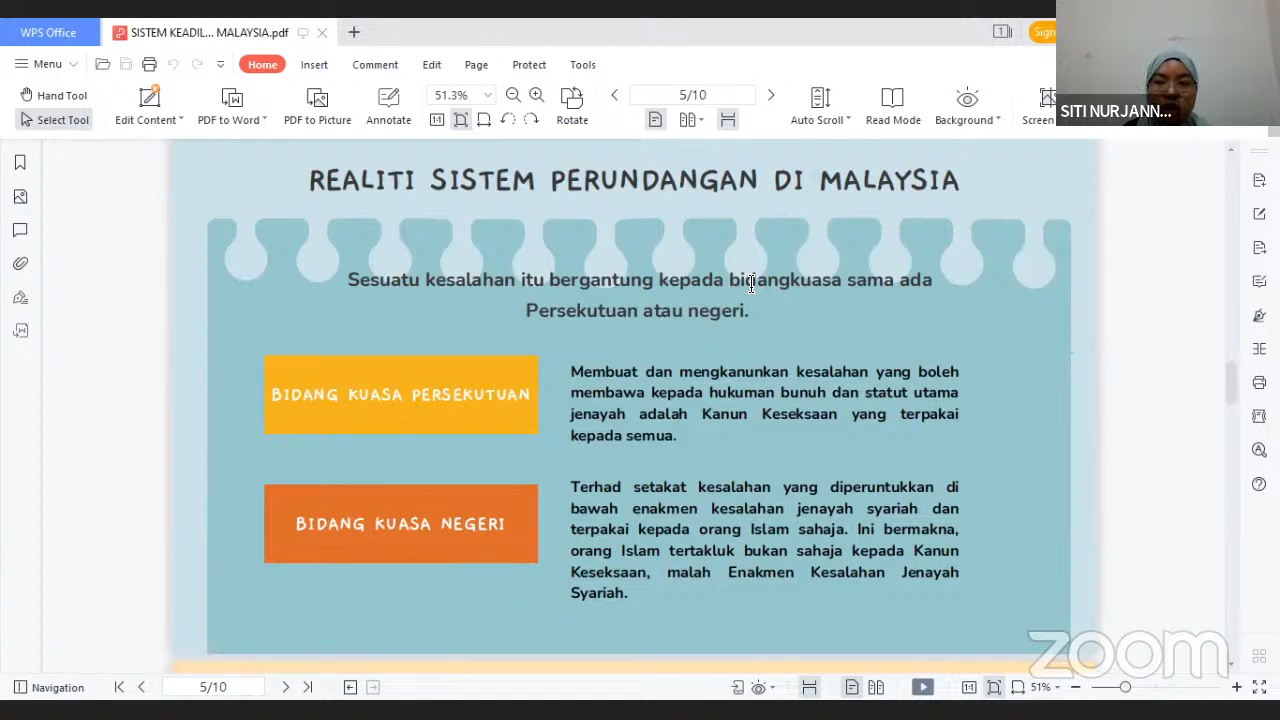 WPS Office
SISTEM KEADIL... MALAYSIA.pdf
1
Sign
Menu
Home
Insert
Comment
Edit
Page
Protect
Tools
Hand Tool
Select Tool
Edit Content
PDF to Word
PDF to Picture
Annotate
51.3%
Rotate
5/10
Auto Scroll
Read Mode
Background
Screen
SITI NURJANN...
REALITI SISTEM PERUNDANGAN DI MALAYSIA
Sesuatu kesalahan itu bergantung kepada bidangkuasa sama ada
Persekutuan atau negeri.
BIDANG KUASA PERSEKUTUAN
Membuat dan mengkanunkan kesalahan yang boleh
membawa kepada hukuman bunuh dan statut utama
jenayah adalah Kanun Keseksaan yang terpakai
kepada semua.
BIDANG KUASA NEGERI
Terhad setakat kesalahan yang diperuntukkan di
bawah enakmen kesalahan jenayah syariah dan
terpakai kepada orang Islam sahaja. Ini bermakna,
orang Islam tertakluk bukan sahaja kepada Kanun
Keseksaan, malah Enakmen Kesalahan Jenayah
Syariah.
zoom
Navigation
5/10
51%